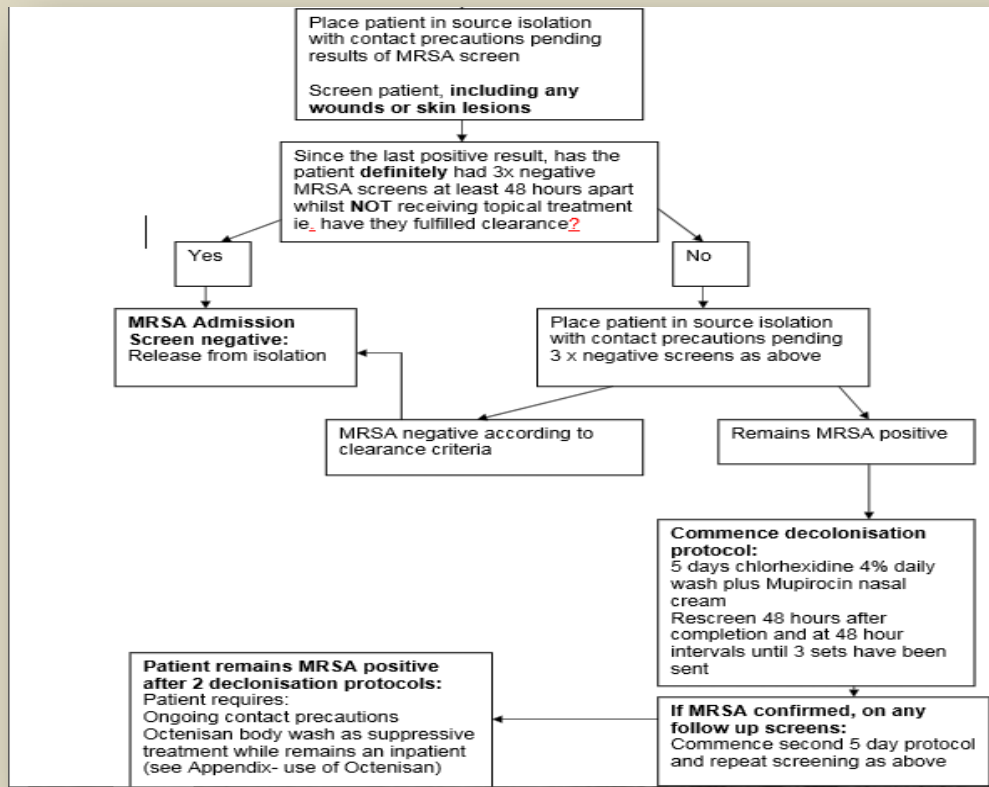 Place patient in source isolation
with contact precautions pending
results of MRSA screen
Screen patient, including any
wounds or skin lesions
Since the last positive result, has the
patient definitely had 3x negative
MRSA screens at least 48 hours apart
whilst NOT receiving topical treatment
ie. have they fulfilled clearance?
Yes
No
MRSA Admission
Screen negative:
Release from isolation
Place patient in source isolation
with contact precautions pending
3 x negative screens as above
MRSA negative according to
clearance criteria
Remains MRSA positive
Commence decolonisation
protocol:
5 days chlorhexidine 4% daily
wash plus Mupirocin nasal
cream
Rescreen 48 hours after
completion and at 48 hour
intervals until 3 sets have been
sent
Patient remains MRSA positive
after 2 declonisation protocols:
Patient requires:
Ongoing contact precautions
Octenisan body wash as suppressive
treatment while remains an inpatient
(see Appendix- use of Octenisan)
If MRSA confirmed, on any
follow up screens:
Commence second 5 day protocol
and repeat screening as above